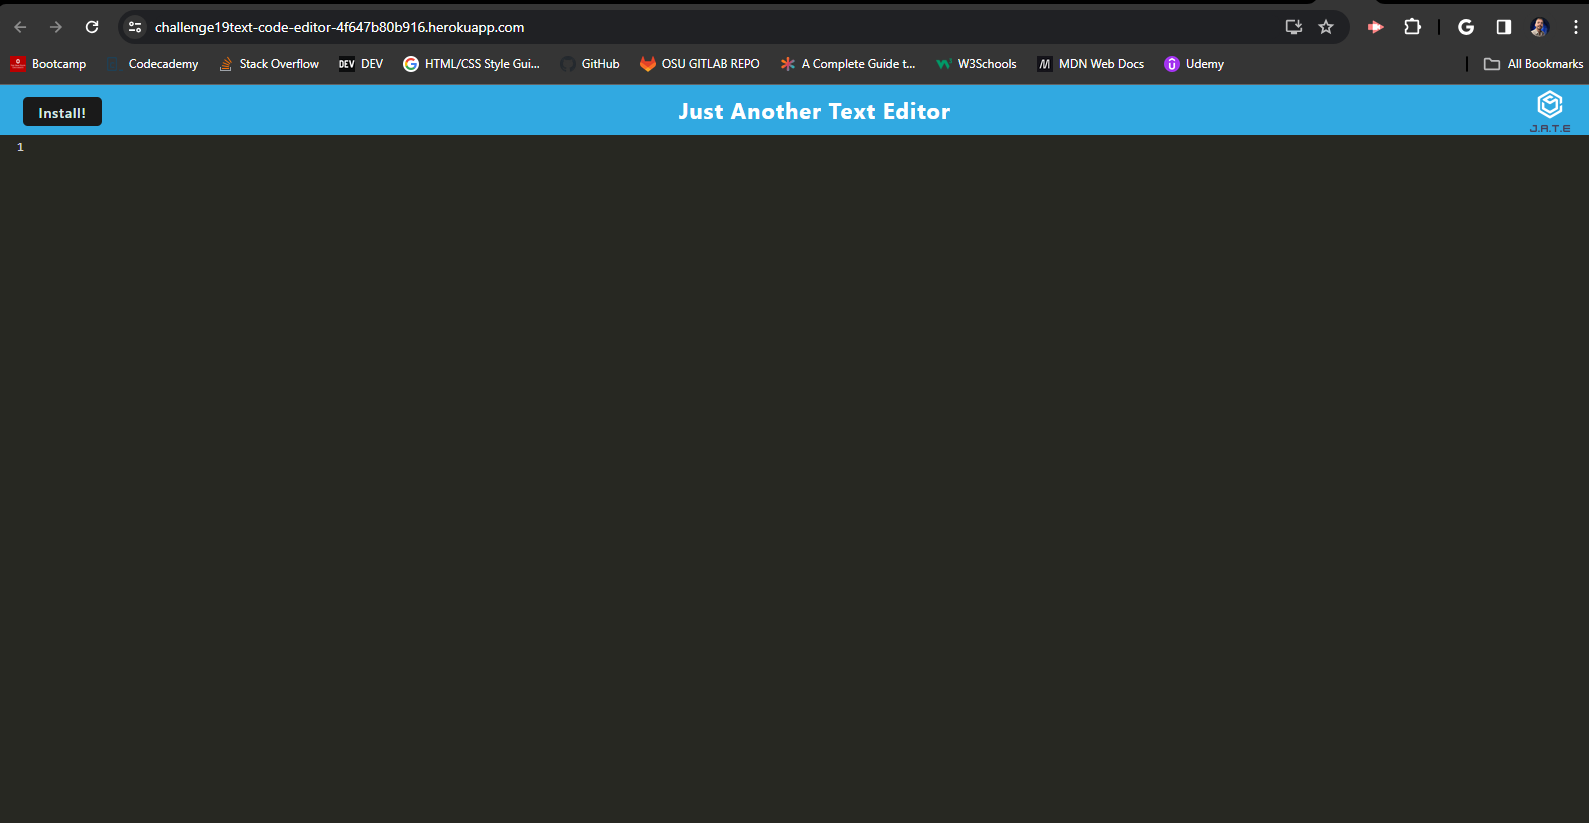 challenge19text-code-editor-4f647b80b916.herokuapp.com
Bootcamp Codecademy Stack Overflow DEV DEV HTML/CSS Style Gui... GitHub OSU GITLAB REPO A Complete Guide t... W3Schools MDN Web Docs Udemy All Bookmarks
Install! Just Another Text Editor
J.A.T.E
1